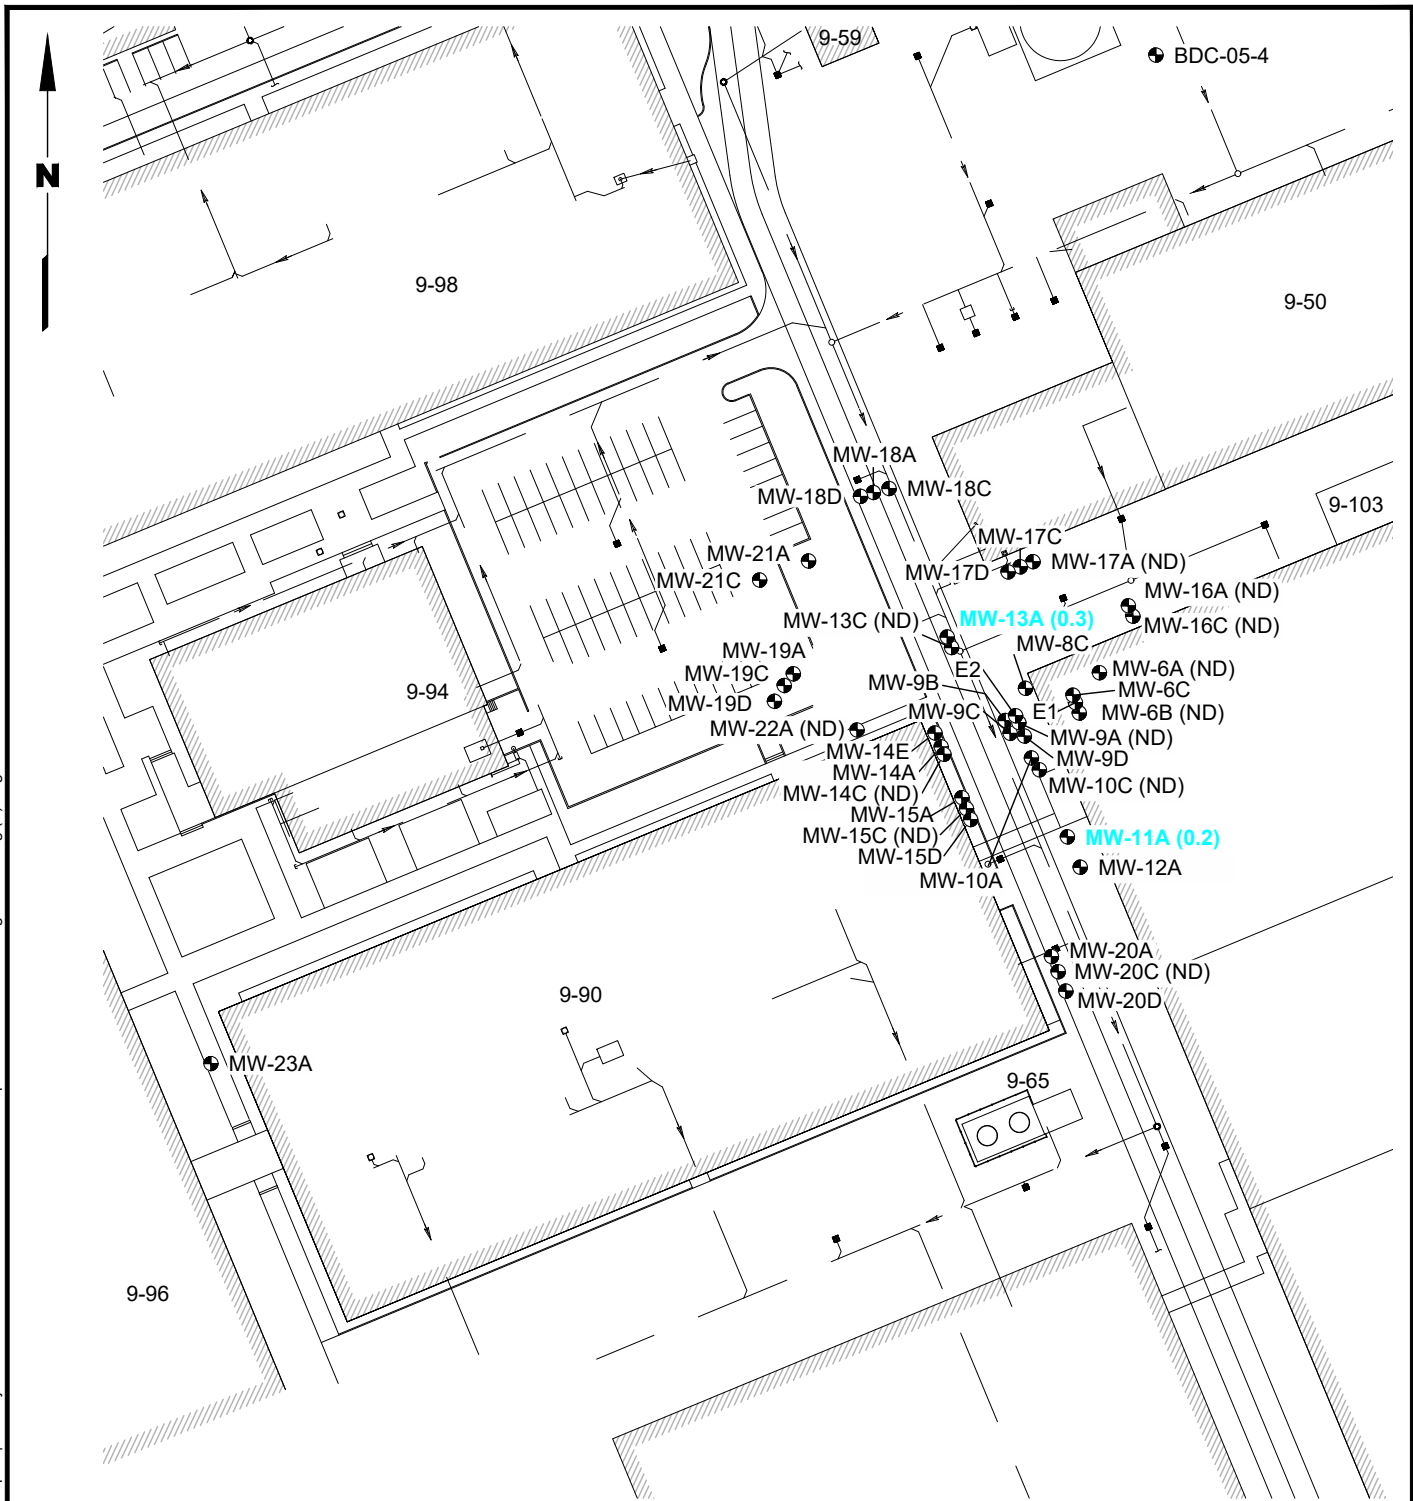 9-59
BDC-05-4
N
9-98
9-50
MW-18A
MW-18D
MW-18C
9-103
MW-17C
MW-21A
MW-17A (ND)
MW-17D
MW-21C
MW-16A (ND)
MW-13C (ND)
MW-13A (0.3)
MW-16C (ND)
MW-8C
MW-19A
E2
MW-6A (ND)
MW-19C
MW-9B
MW-6C
9-94
MW-19D
MW-9C
E1
MW-6B (ND)
MW-22A (ND)
MW-9A (ND)
MW-14E
MW-9D
MW-14A
MW-10C (ND)
MW-14C (ND)
MW-15A
MW-15C (ND)
MW-11A (0.2)
MW-15D
MW-12A
MW-10A
MW-20A
MW-20C (ND)
9-90
MW-20D
MW-23A
9-65
9-96